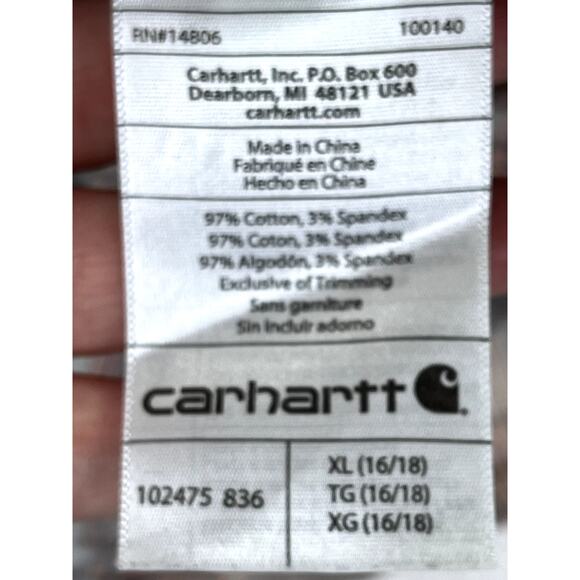 RN#14806 100140
Carhartt, Inc. P.O. Box 600
Dearborn, MI 48121 USA
carhartt.com
Made in China
Fabriqué en Chine
Hecho en China
97% Cotton, 3% Spandex
97% Coton, 3% Spandex
97% Algodón, 3% Spandex
Exclusive of Trimming
Sans garniture
Sin incluir adorno
carhartt
102475 836
XL (16/18)
TG (16/18)
XG (16/18)